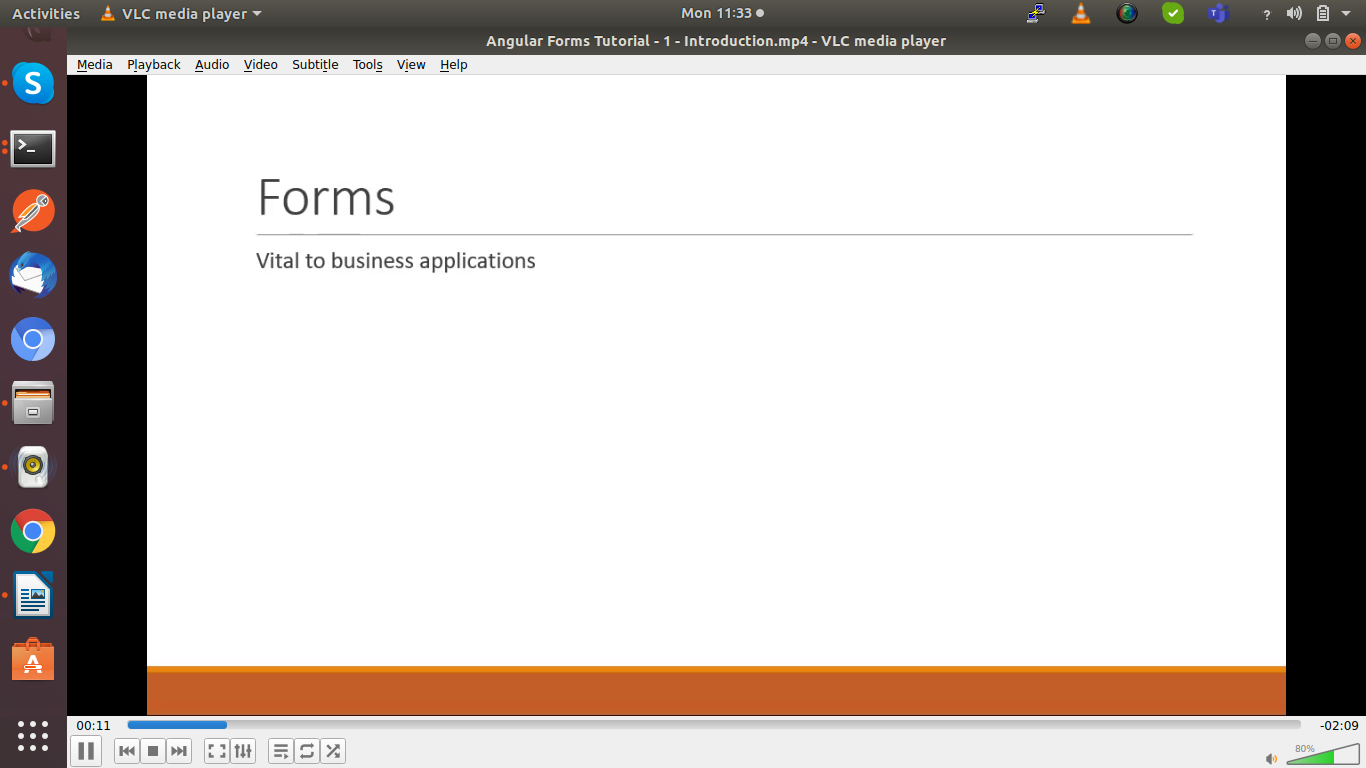 Activities VLC media player Mon 11:33 ?
Angular Forms Tutorial - 1 - Introduction.mp4 - VLC media player
Media Playback Audio Video Subtitle Tools View Help
Forms
Vital to business applications
00:11 -02:09
80%